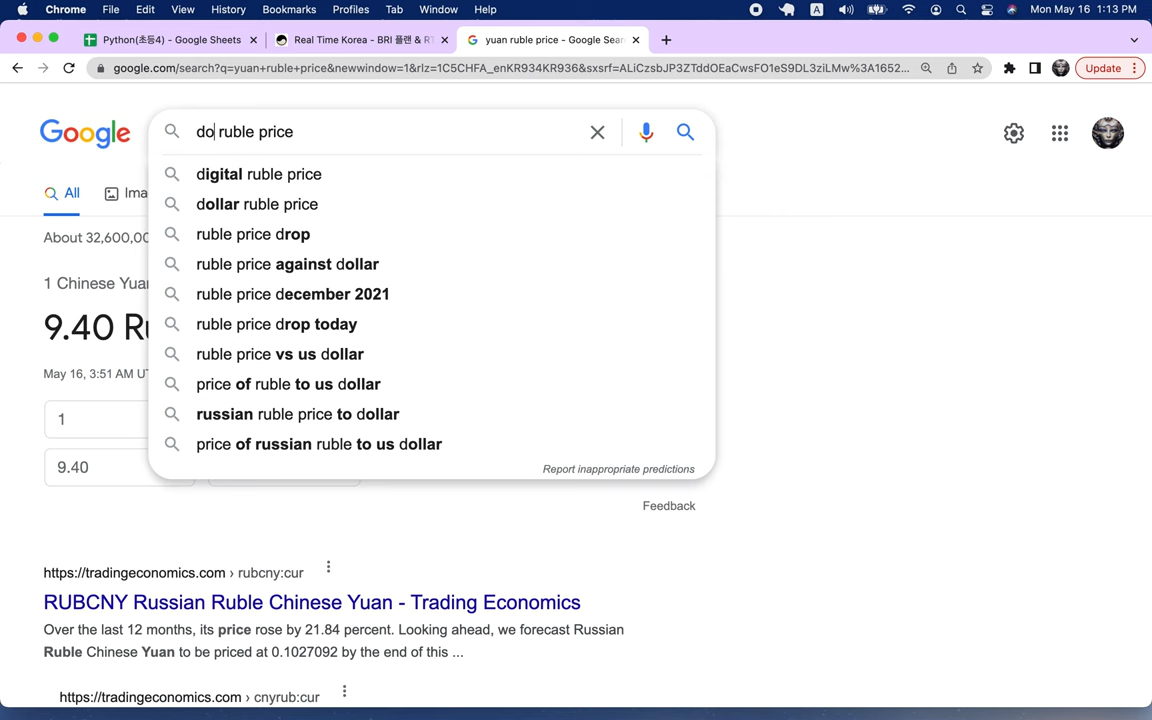 Chrome File Edit View History Bookmarks Profiles Tab Window Help A Mon May 16 1:13 PM
Python(초등4) - Google Sheets Real Time Korea - BRI 플랜 & RT yuan ruble price - Google Sear
google.com/search?q=yuan+ruble+price&newwindow=1&rlz=1C5CHFA_enKR934KR936&sxsrf=ALiCzsbJP3ZTddOEaCwsFO1eS9DL3ziLMw%3A1652... Update
Google do ruble price
All Ima
digital ruble price
dollar ruble price
About 32,600,00
ruble price drop
ruble price against dollar
1 Chinese Yuan
ruble price december 2021
9.40 Ru
ruble price drop today
ruble price vs us dollar
May 16, 3:51 AM UT
price of ruble to us dollar
1
russian ruble price to dollar
price of russian ruble to us dollar
9.40
Report inappropriate predictions
Feedback
https://tradingeconomics.com › rubcny:cur
RUBCNY Russian Ruble Chinese Yuan - Trading Economics
Over the last 12 months, its price rose by 21.84 percent. Looking ahead, we forecast Russian
Ruble Chinese Yuan to be priced at 0.1027092 by the end of this ...
https://tradingeconomics.com › cnyrub:cur